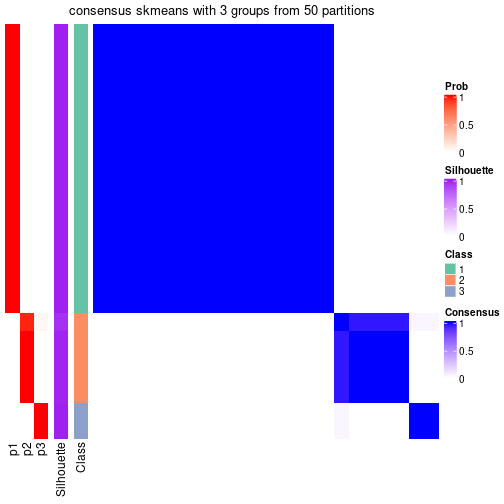 consensus skmeans with 3 groups from 50 partitions
Prob
1
0.5
0
Silhouette
1
0.5
0
Class
1
2
3
Consensus
1
0.5
0
p1
p2
p3
Silhouette
Class